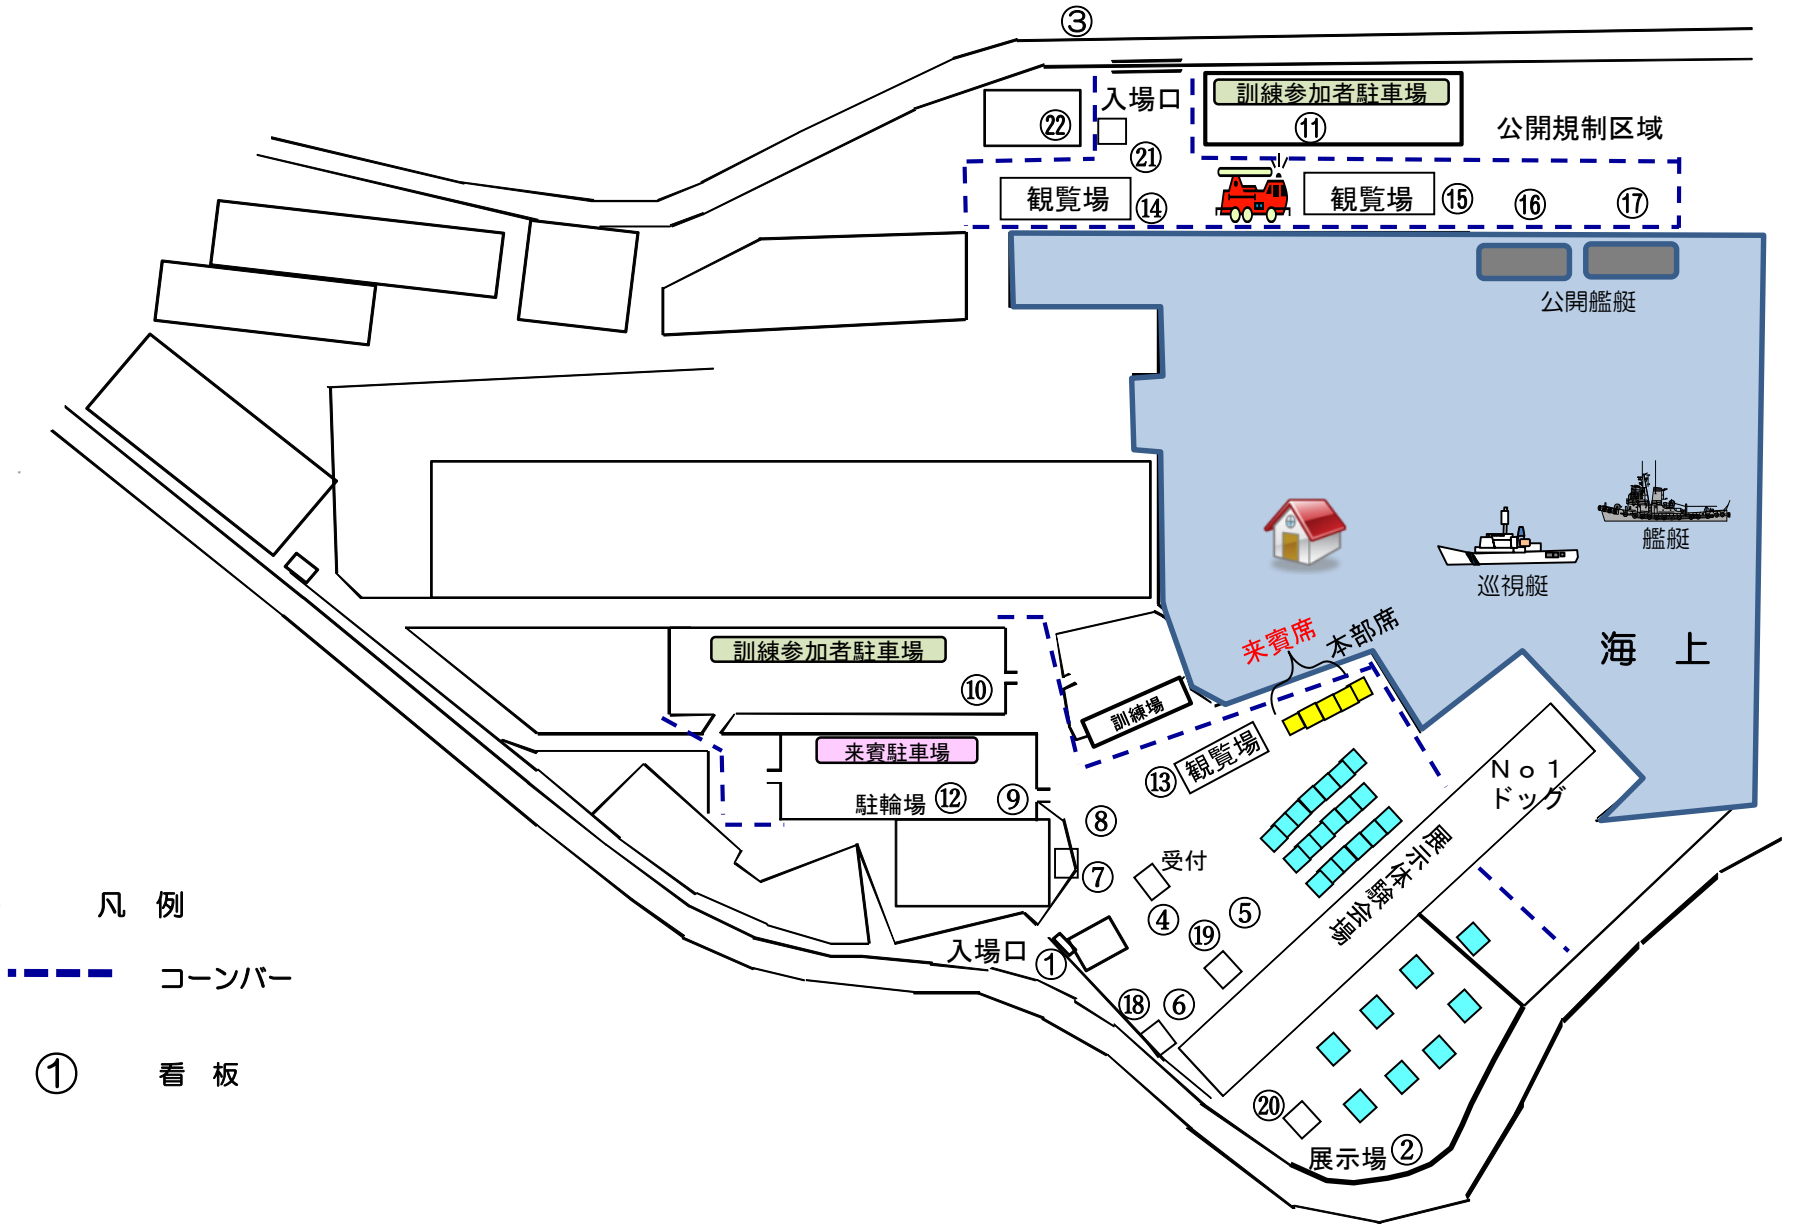 ③
入場口
訓練参加者駐車場
⑪
公開規制区域
㉒
㉑
観覧場
⑭
観覧場
⑮
⑯
⑰
公開艦艇
艦艇
巡視艇
海　上
来賓席
本部席
訓練参加者駐車場
⑩
訓練場
来賓駐車場
駐輪場
⑫
⑨
⑬
観覧場
Ｎｏ１
ドッグ
⑧
展示体験会場
受付
⑦
④
⑤
⑲
入場口
①
⑱
⑥
⑳
展示場
②
凡　例
コーンバー
①
看　板